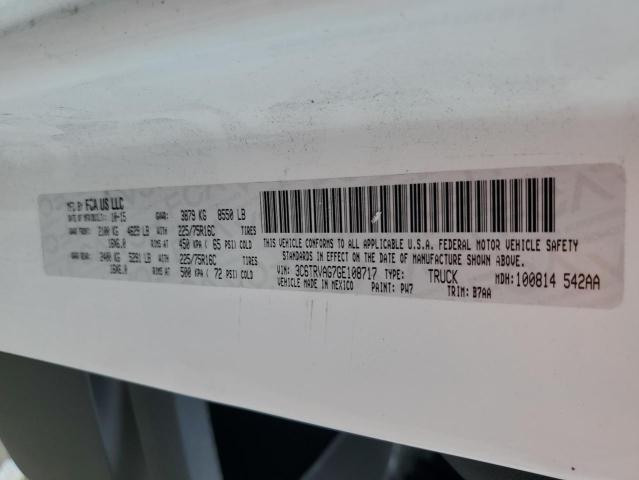 MFD. BY: FCA US LLC
DATE OF MFR(BUILT): 10-15 GVWR: 3879 KG 8550 LB
GAWR FRONT: 2100 KG 4629 LB 225/75R16C TIRES
16X6.0 RIMS AT 450 KPA ( 65 PSI) COLD
GAWR REAR: 2400 KG 5291 LB 225/75R16C TIRES
16X6.0 RIMS AT 500 KPA ( 72 PSI) COLD
THIS VEHICLE CONFORMS TO ALL APPLICABLE U.S.A. FEDERAL MOTOR VEHICLE SAFETY
STANDARDS IN EFFECT ON THE DATE OF MANUFACTURE SHOWN ABOVE.
VIN: 3C6TRVAG7GE108717 TYPE: TRUCK MDH: 100814 542AA
VEHICLE MADE IN MEXICO PAINT: PW7 TRIM: B7AA